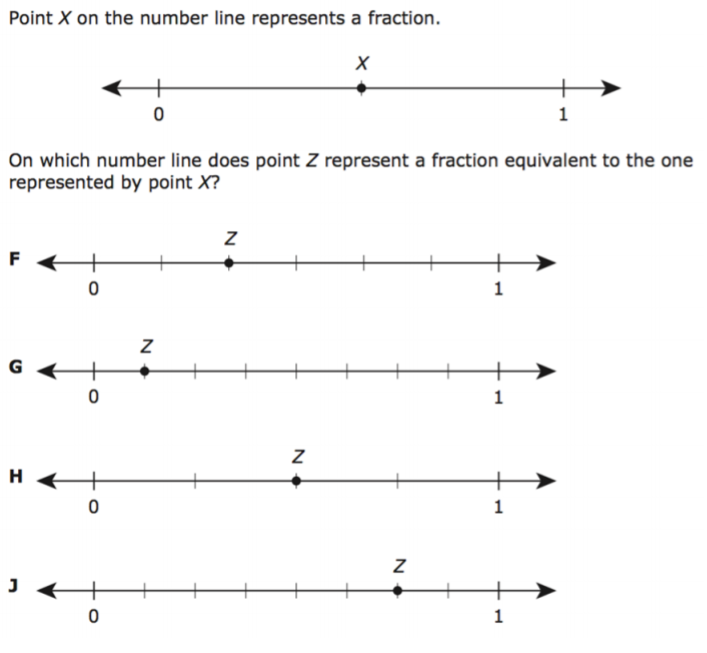 Point X on the number line represents a fraction.
X
0 1
On which number line does point Z represent a fraction equivalent to the one
represented by point X?
Z
F
0 1
Z
G
0 1
Z
H
0 1
Z
J
0 1